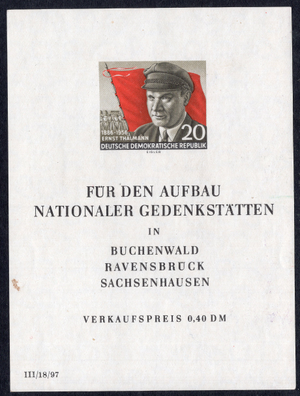 1886-1956
ERNST THÄLMANN
20
DEUTSCHE DEMOKRATISCHE REPUBLIK
FÜR DEN AUFBAU
NATIONALER GEDENKSTÄTTEN
IN
BUCHENWALD
RAVENSBRÜCK
SACHSENHAUSEN
VERKAUFSPREIS 0,40 DM
III/18/97